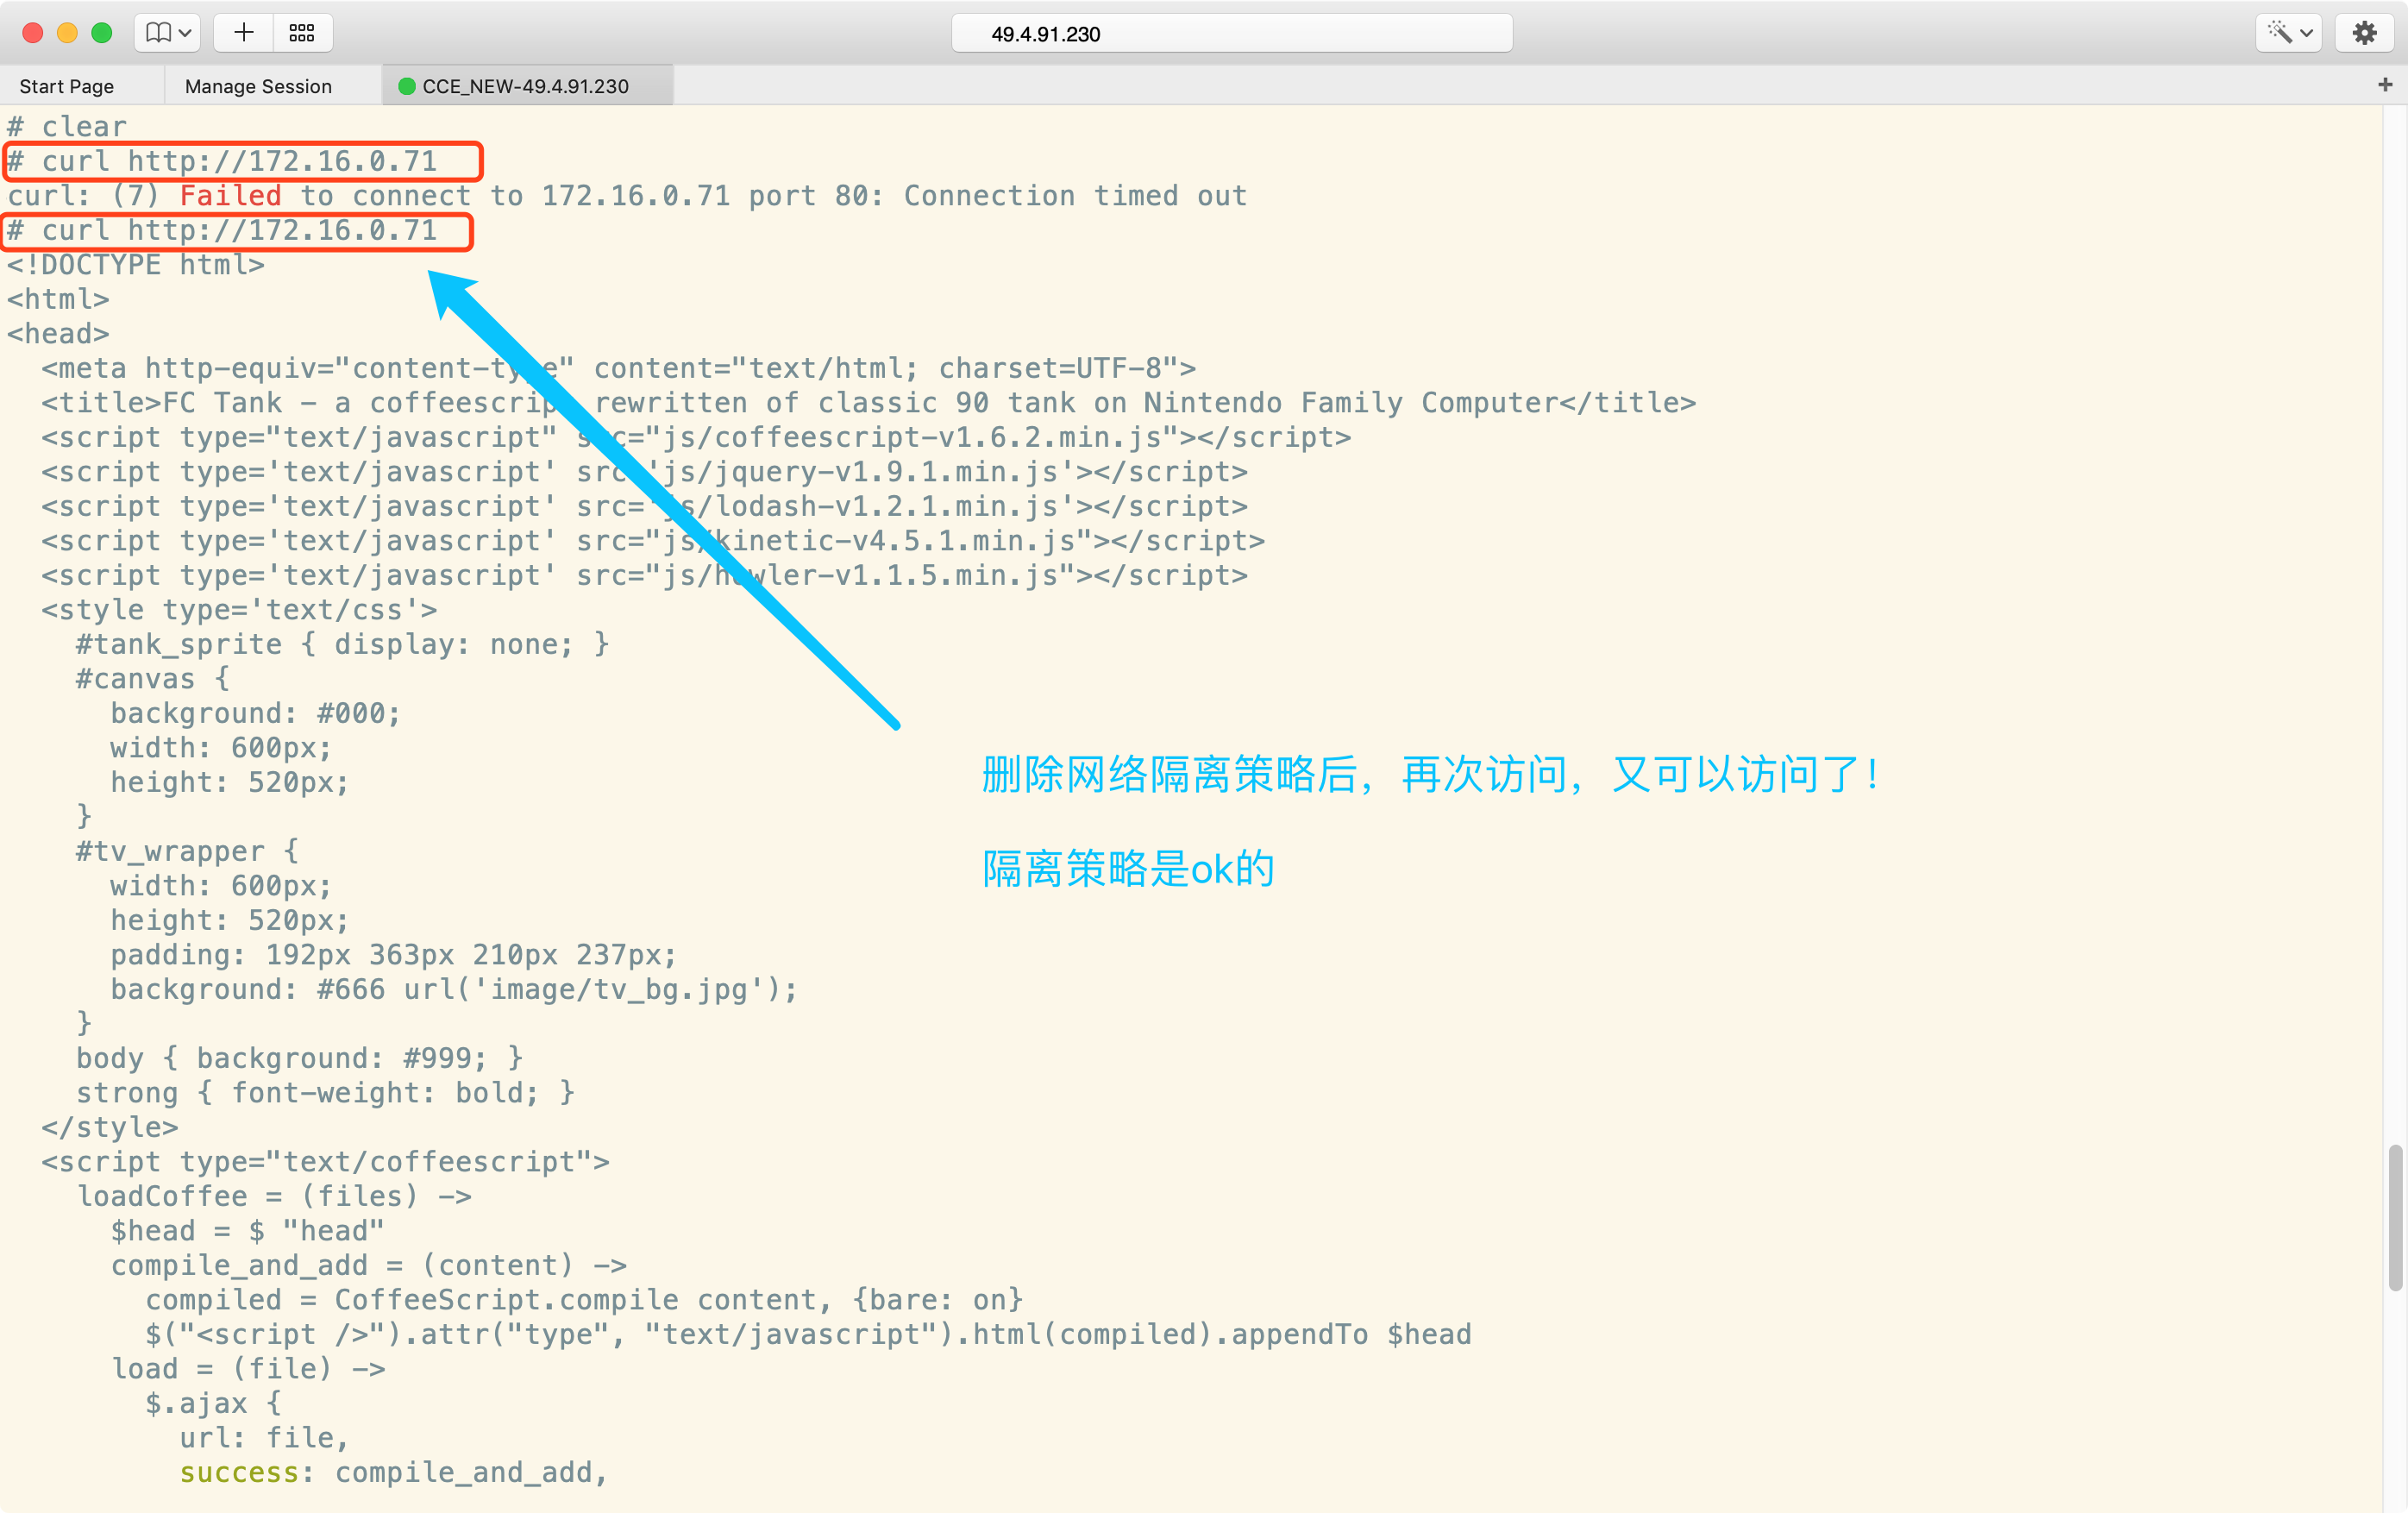 49.4.91.230
Start Page
Manage Session
CCE_NEW-49.4.91.230
# clear
# curl http://172.16.0.71
curl: (7) Failed to connect to 172.16.0.71 port 80: Connection timed out
# curl http://172.16.0.71
<!DOCTYPE html>
<html>
<head>
  <meta http-equiv="content-type" content="text/html; charset=UTF-8">
  <title>FC Tank - a coffeescript rewritten of classic 90 tank on Nintendo Family Computer</title>
  <script type="text/javascript" src="js/coffeescript-v1.6.2.min.js"></script>
  <script type='text/javascript' src='js/jquery-v1.9.1.min.js'></script>
  <script type='text/javascript' src='js/lodash-v1.2.1.min.js'></script>
  <script type='text/javascript' src="js/kinetic-v4.5.1.min.js"></script>
  <script type='text/javascript' src="js/howler-v1.1.5.min.js"></script>
  <style type='text/css'>
    #tank_sprite { display: none; }
    #canvas {
      background: #000;
      width: 600px;
      height: 520px;
    }
    #tv_wrapper {
      width: 600px;
      height: 520px;
      padding: 192px 363px 210px 237px;
      background: #666 url('image/tv_bg.jpg');
    }
    body { background: #999; }
    strong { font-weight: bold; }
  </style>
  <script type="text/coffeescript">
    loadCoffee = (files) ->
      $head = $ "head"
      compile_and_add = (content) ->
        compiled = CoffeeScript.compile content, {bare: on}
        $("<script />").attr("type", "text/javascript").html(compiled).appendTo $head
      load = (file) ->
        $.ajax {
          url: file,
          success: compile_and_add,
删除网络隔离策略后，再次访问，又可以访问了！
隔离策略是ok的